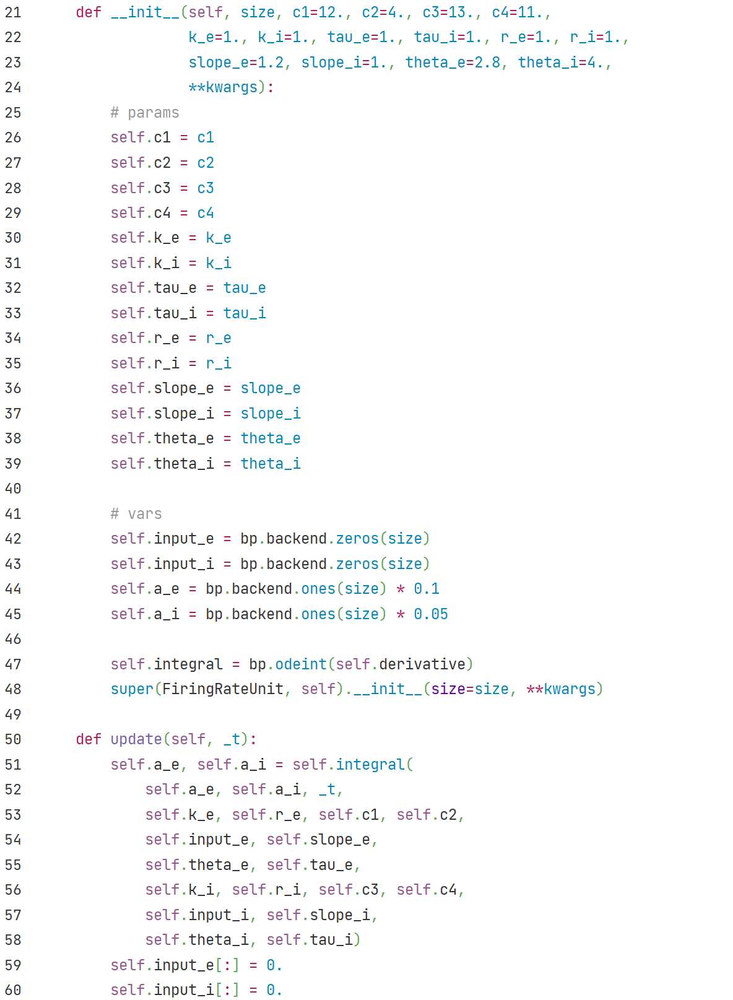 21 def __init__(self, size, c1=12., c2=4., c3=13., c4=11.,
22 k_e=1., k_i=1., tau_e=1., tau_i=1., r_e=1., r_i=1.,
23 slope_e=1.2, slope_i=1., theta_e=2.8, theta_i=4.,
24 **kwargs):
25 # params
26 self.c1 = c1
27 self.c2 = c2
28 self.c3 = c3
29 self.c4 = c4
30 self.k_e = k_e
31 self.k_i = k_i
32 self.tau_e = tau_e
33 self.tau_i = tau_i
34 self.r_e = r_e
35 self.r_i = r_i
36 self.slope_e = slope_e
37 self.slope_i = slope_i
38 self.theta_e = theta_e
39 self.theta_i = theta_i
40
41 # vars
42 self.input_e = bp.backend.zeros(size)
43 self.input_i = bp.backend.zeros(size)
44 self.a_e = bp.backend.ones(size) * 0.1
45 self.a_i = bp.backend.ones(size) * 0.05
46
47 self.integral = bp.odeint(self.derivative)
48 super(FiringRateUnit, self).__init__(size=size, **kwargs)
49
50 def update(self, _t):
51 self.a_e, self.a_i = self.integral(
52 self.a_e, self.a_i, _t,
53 self.k_e, self.r_e, self.c1, self.c2,
54 self.input_e, self.slope_e,
55 self.theta_e, self.tau_e,
56 self.k_i, self.r_i, self.c3, self.c4,
57 self.input_i, self.slope_i,
58 self.theta_i, self.tau_i)
59 self.input_e[:] = 0.
60 self.input_i[:] = 0.